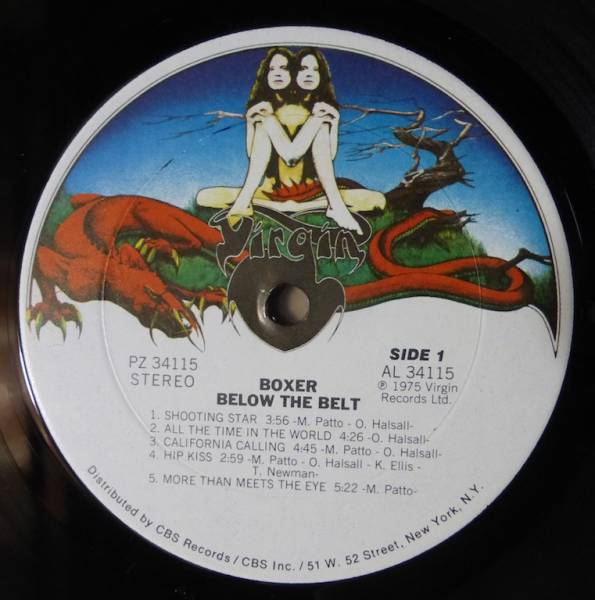 Virgin
PZ 34115
STEREO
SIDE 1
AL 34115
℗ 1975 Virgin
Records Ltd.
BOXER
BELOW THE BELT
1. SHOOTING STAR 3:56 -M. Patto - O. Halsall-
2. ALL THE TIME IN THE WORLD 4:26 -O. Halsall-
3. CALIFORNIA CALLING 4:45 -M. Patto - O. Halsall-
4. HIP KISS 2:59 -M. Patto - O. Halsall - K. Ellis -
T. Newman-
5. MORE THAN MEETS THE EYE 5:22 -M. Patto-
Distributed by CBS Records / CBS Inc. / 51 W. 52 Street, New York, N.Y.